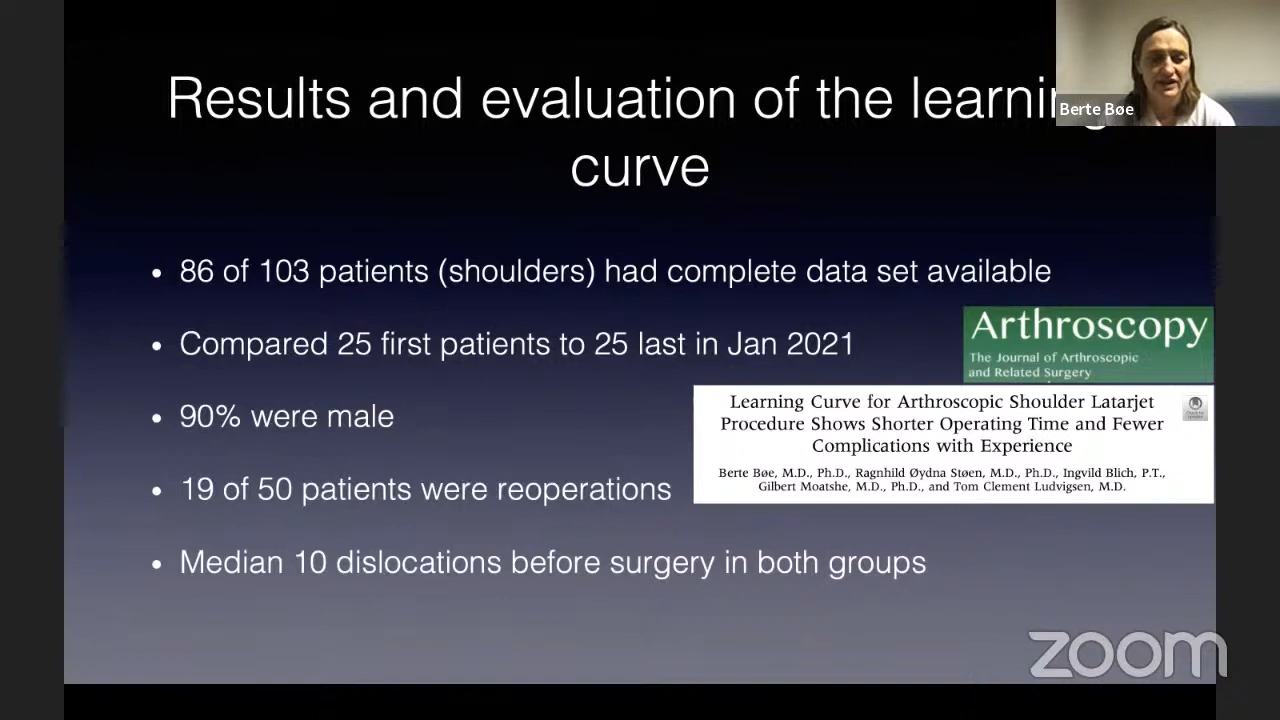 Results and evaluation of the learning
curve
Berte Bøe
• 86 of 103 patients (shoulders) had complete data set available
• Compared 25 first patients to 25 last in Jan 2021
• 90% were male
• 19 of 50 patients were reoperations
• Median 10 dislocations before surgery in both groups
Arthroscopy
The Journal of Arthroscopic
and Related Surgery
Learning Curve for Arthroscopic Shoulder Latarjet
Procedure Shows Shorter Operating Time and Fewer
Complications with Experience
Berte Bøe, M.D., Ph.D., Ragnhild Øydna Støen, M.D., Ph.D., Ingvild Blich, P.T.,
Gilbert Moatshe, M.D., Ph.D., and Tom Clement Ludvigsen, M.D.
zoom